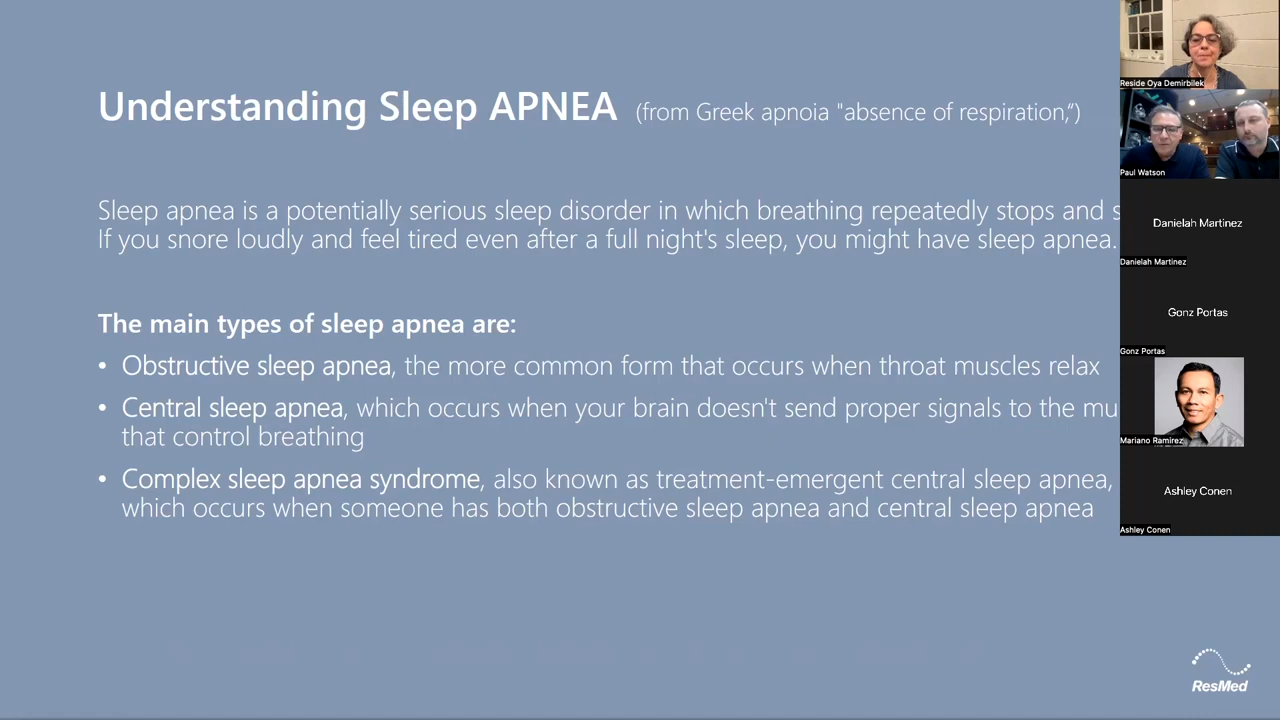 Understanding Sleep APNEA (from Greek apnoia "absence of respiration,“)
Sleep apnea is a potentially serious sleep disorder in which breathing repeatedly stops and s
If you snore loudly and feel tired even after a full night's sleep, you might have sleep apnea.
The main types of sleep apnea are:
• Obstructive sleep apnea, the more common form that occurs when throat muscles relax
• Central sleep apnea, which occurs when your brain doesn't send proper signals to the mu
that control breathing
• Complex sleep apnea syndrome, also known as treatment-emergent central sleep apnea,
which occurs when someone has both obstructive sleep apnea and central sleep apnea
Reside Oya Demirbilek
Paul Watson
Danielah Martinez
Danielah Martinez
Gonz Portas
Gonz Portas
Mariano Ramirez
Ashley Conen
Ashley Conen
ResMed